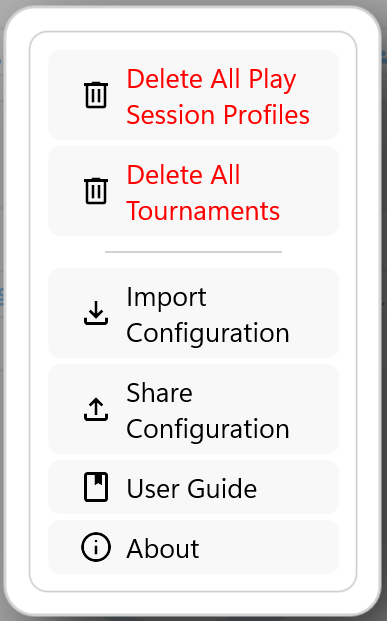 Delete All Play
Session Profiles
Delete All
Tournaments
Import
Configuration
Share
Configuration
User Guide
About